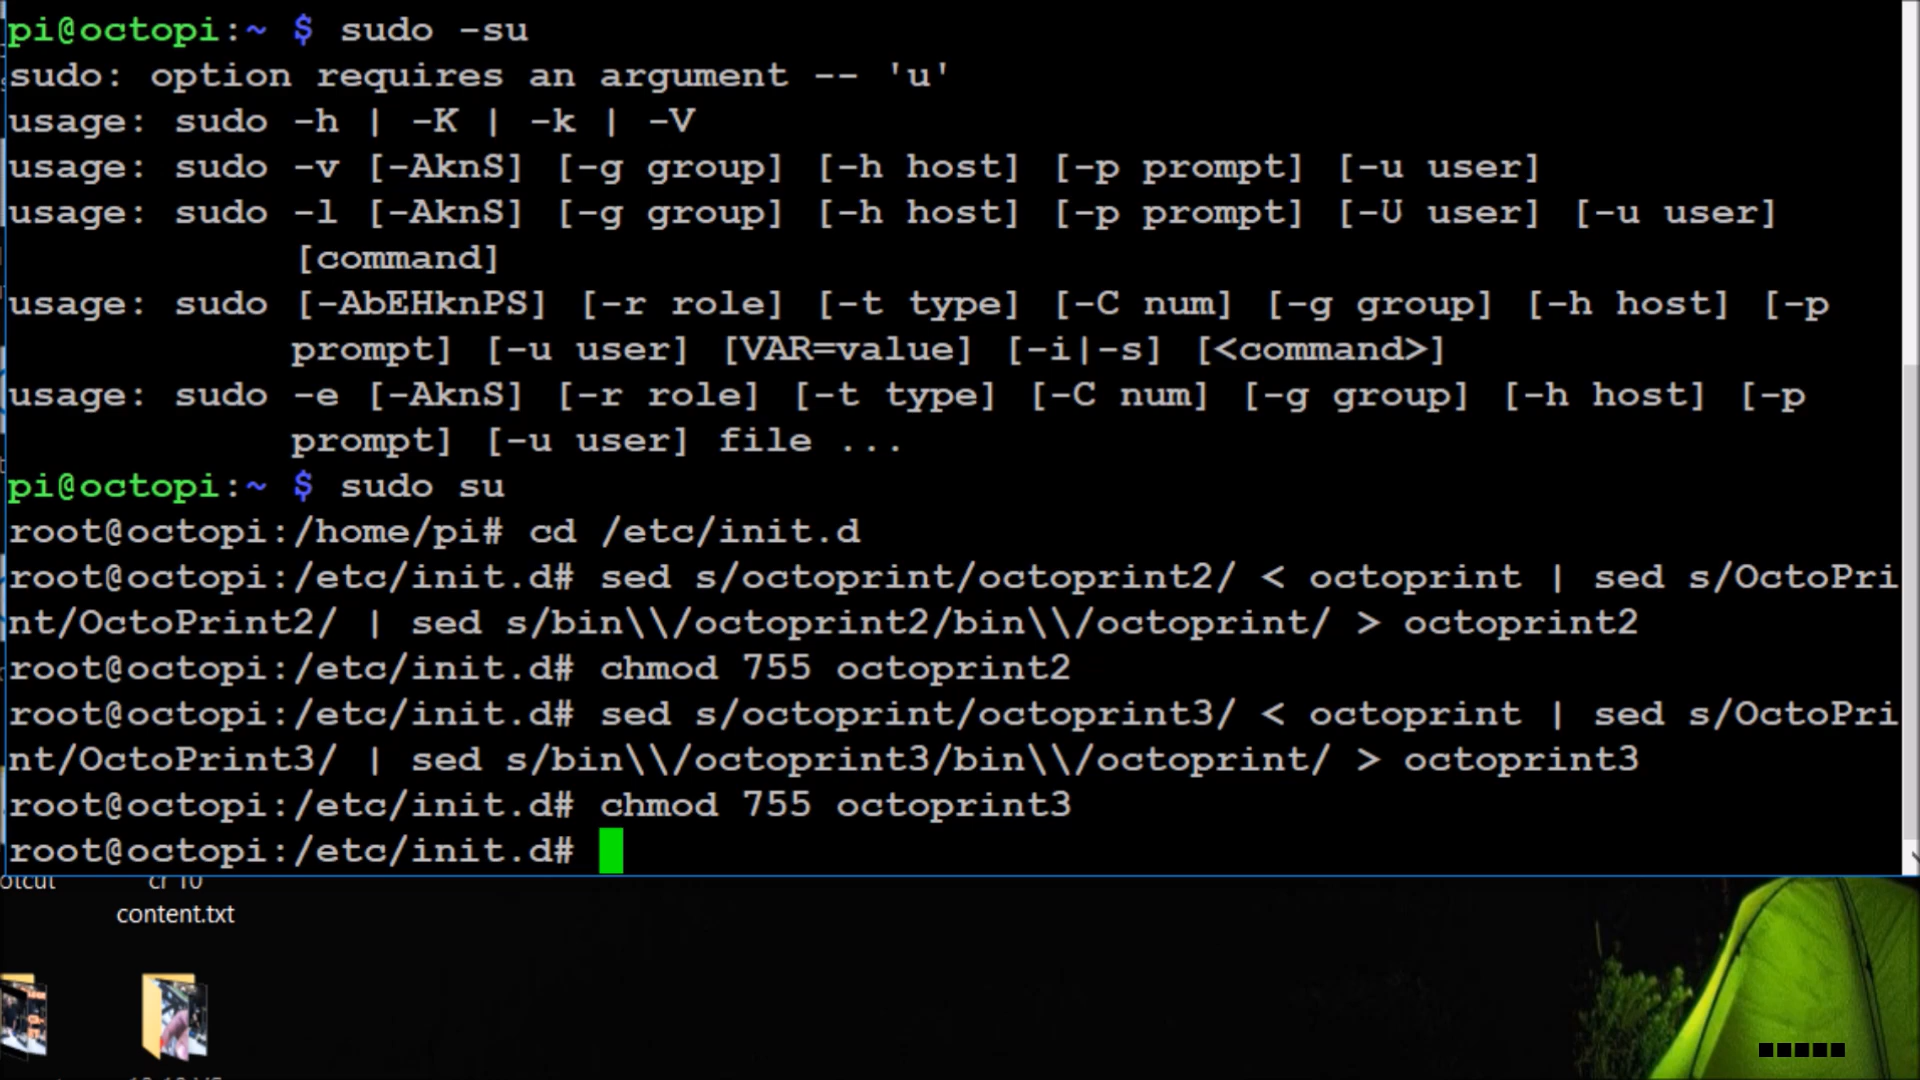 pi@octopi:~ $ sudo -su
sudo: option requires an argument -- 'u'
usage: sudo -h | -K | -k | -V
usage: sudo -v [-AknS] [-g group] [-h host] [-p prompt] [-u user]
usage: sudo -l [-AknS] [-g group] [-h host] [-p prompt] [-U user] [-u user]
[command]
usage: sudo [-AbEHknPS] [-r role] [-t type] [-C num] [-g group] [-h host] [-p
prompt] [-u user] [VAR=value] [-i|-s] [<command>]
usage: sudo -e [-AknS] [-r role] [-t type] [-C num] [-g group] [-h host] [-p
prompt] [-u user] file ...
pi@octopi:~ $ sudo su
root@octopi:/home/pi# cd /etc/init.d
root@octopi:/etc/init.d# sed s/octoprint/octoprint2/ < octoprint | sed s/OctoPri
nt/OctoPrint2/ | sed s/bin\\/octoprint2/bin\\/octoprint/ > octoprint2
root@octopi:/etc/init.d# chmod 755 octoprint2
root@octopi:/etc/init.d# sed s/octoprint/octoprint3/ < octoprint | sed s/OctoPri
nt/OctoPrint3/ | sed s/bin\\/octoprint3/bin\\/octoprint/ > octoprint3
root@octopi:/etc/init.d# chmod 755 octoprint3
root@octopi:/etc/init.d#
cr 10
content.txt